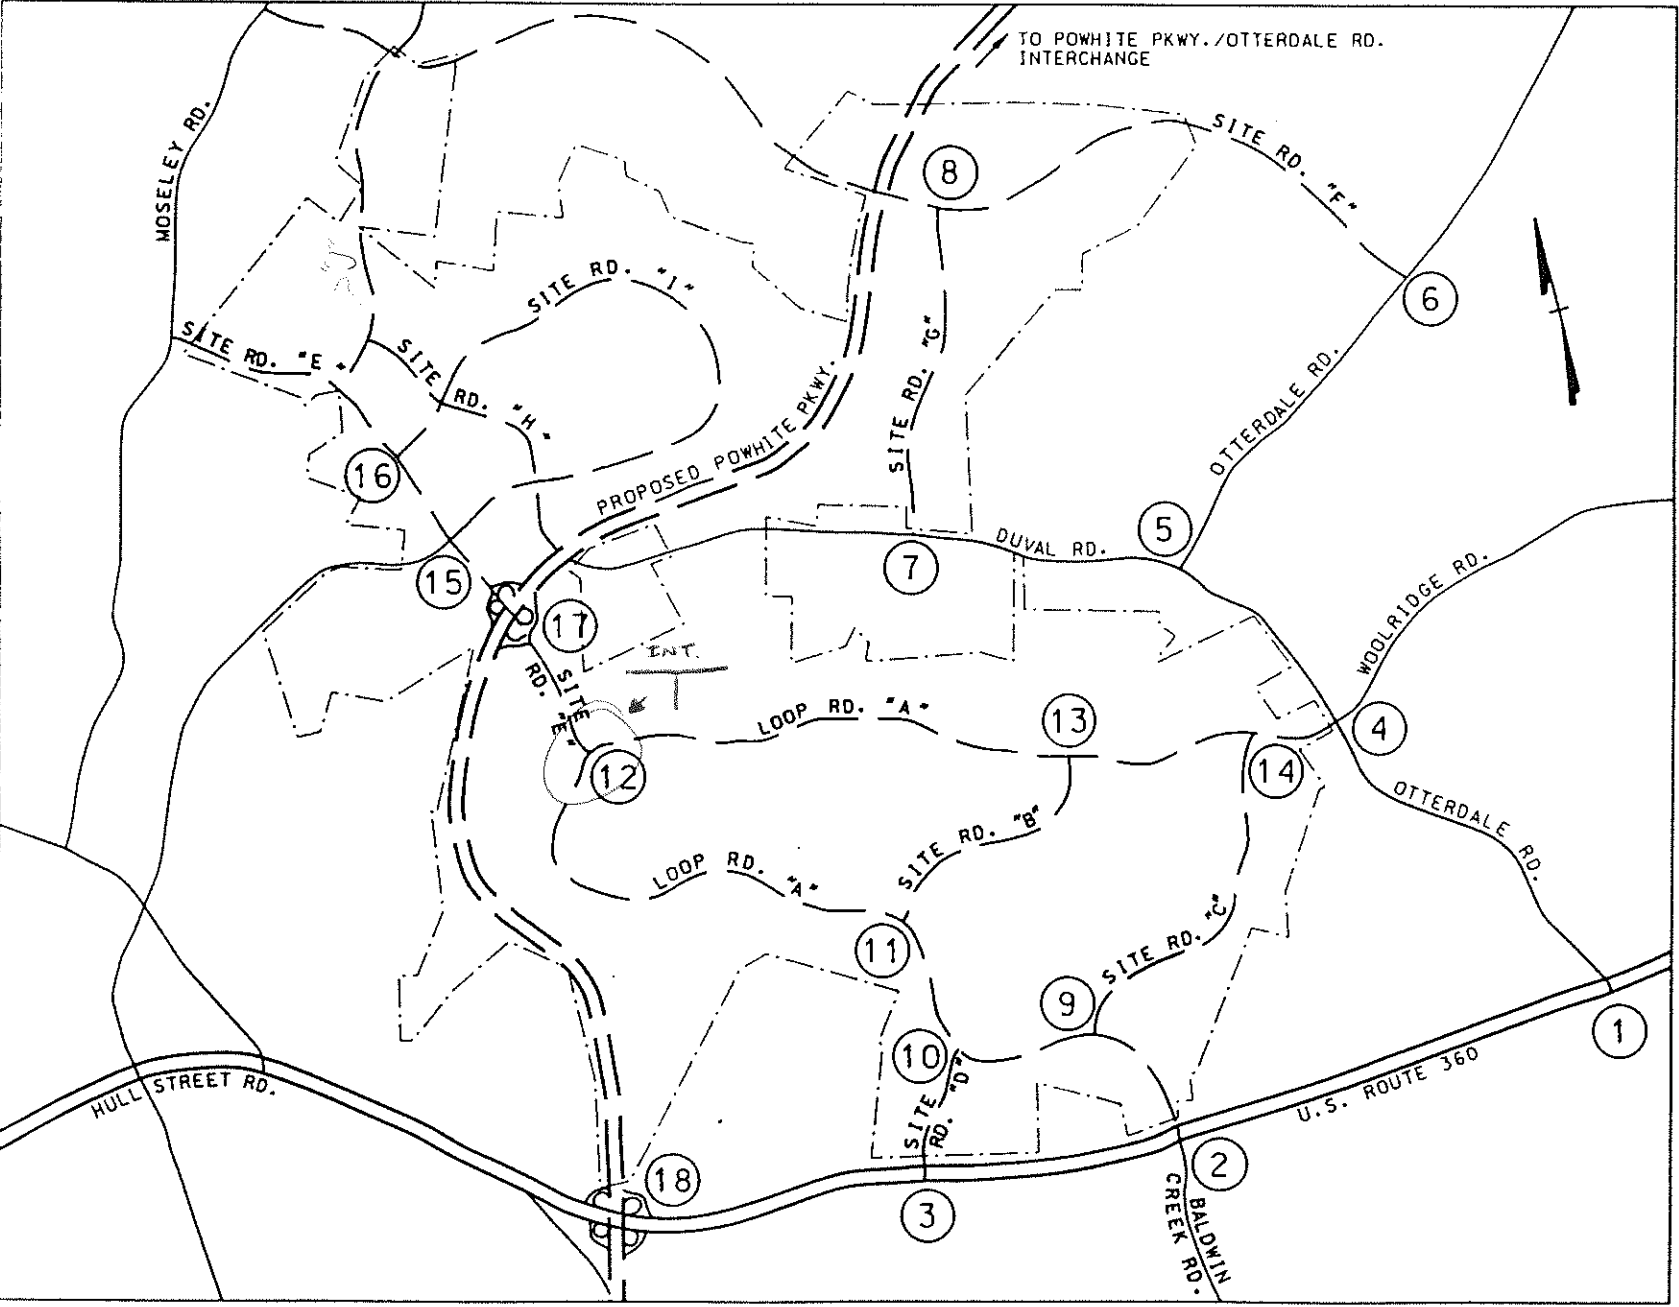 TO POWHITE PKWY./OTTERDALE RD.
INTERCHANGE
MOSELEY RD.
SITE RD. "F"
8
6
SITE RD. "I"
SITE RD. "E"
SITE RD. "H"
SITE RD. "G"
PROPOSED POWHITE PKWY.
OTTERDALE RD.
16
5
DUVAL RD.
7
15
WOOLRIDGE RD.
17
INT.
SITE
RD. "E"
LOOP RD. "A"
13
4
12
14
OTTERDALE RD.
SITE RD. "B"
LOOP RD. "A"
SITE RD. "C"
11
9
10
1
SITE
RD. "D"
HULL STREET RD.
U.S. ROUTE 360
18
2
3
BALDWIN
CREEK RD.